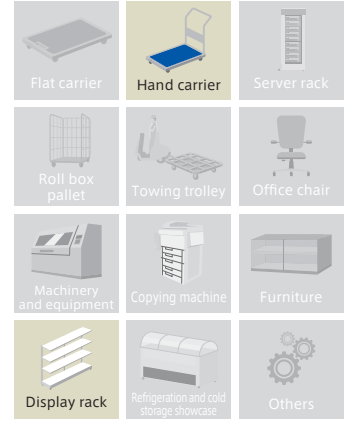 Flat carrier
Hand carrier
Server rack
Roll box
pallet
Towing trolley
Office chair
Machinery
and equipment
Copying machine
Furniture
Display rack
Refrigeration and cold
storage showcase
Others